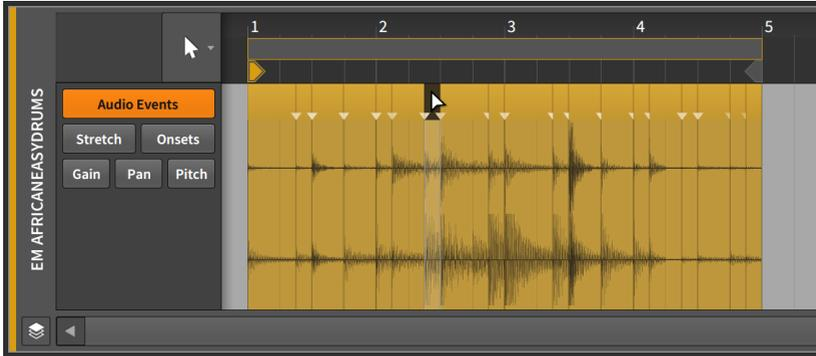 1 2 3 4 5
EM AFRICANEASYDRUMS
Audio Events
Stretch Onsets
Gain Pan Pitch